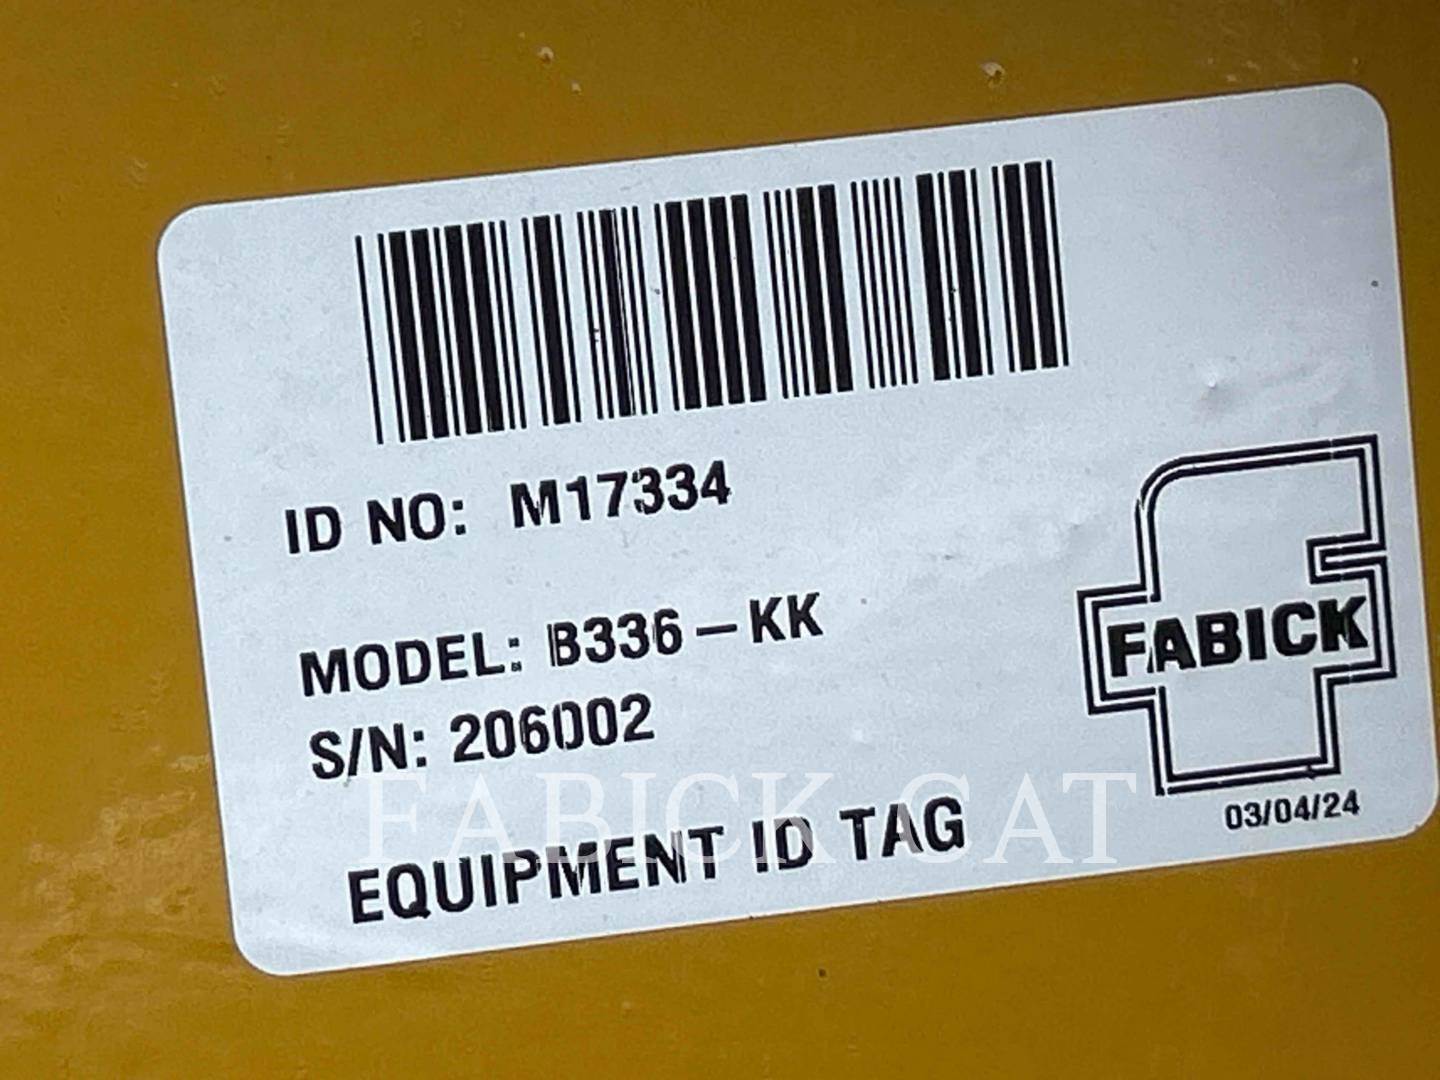 ID NO: M17334
MODEL: B336-KK
S/N: 206002
FABICK
03/04/24
EQUIPMENT ID TAG
FABICK CAT